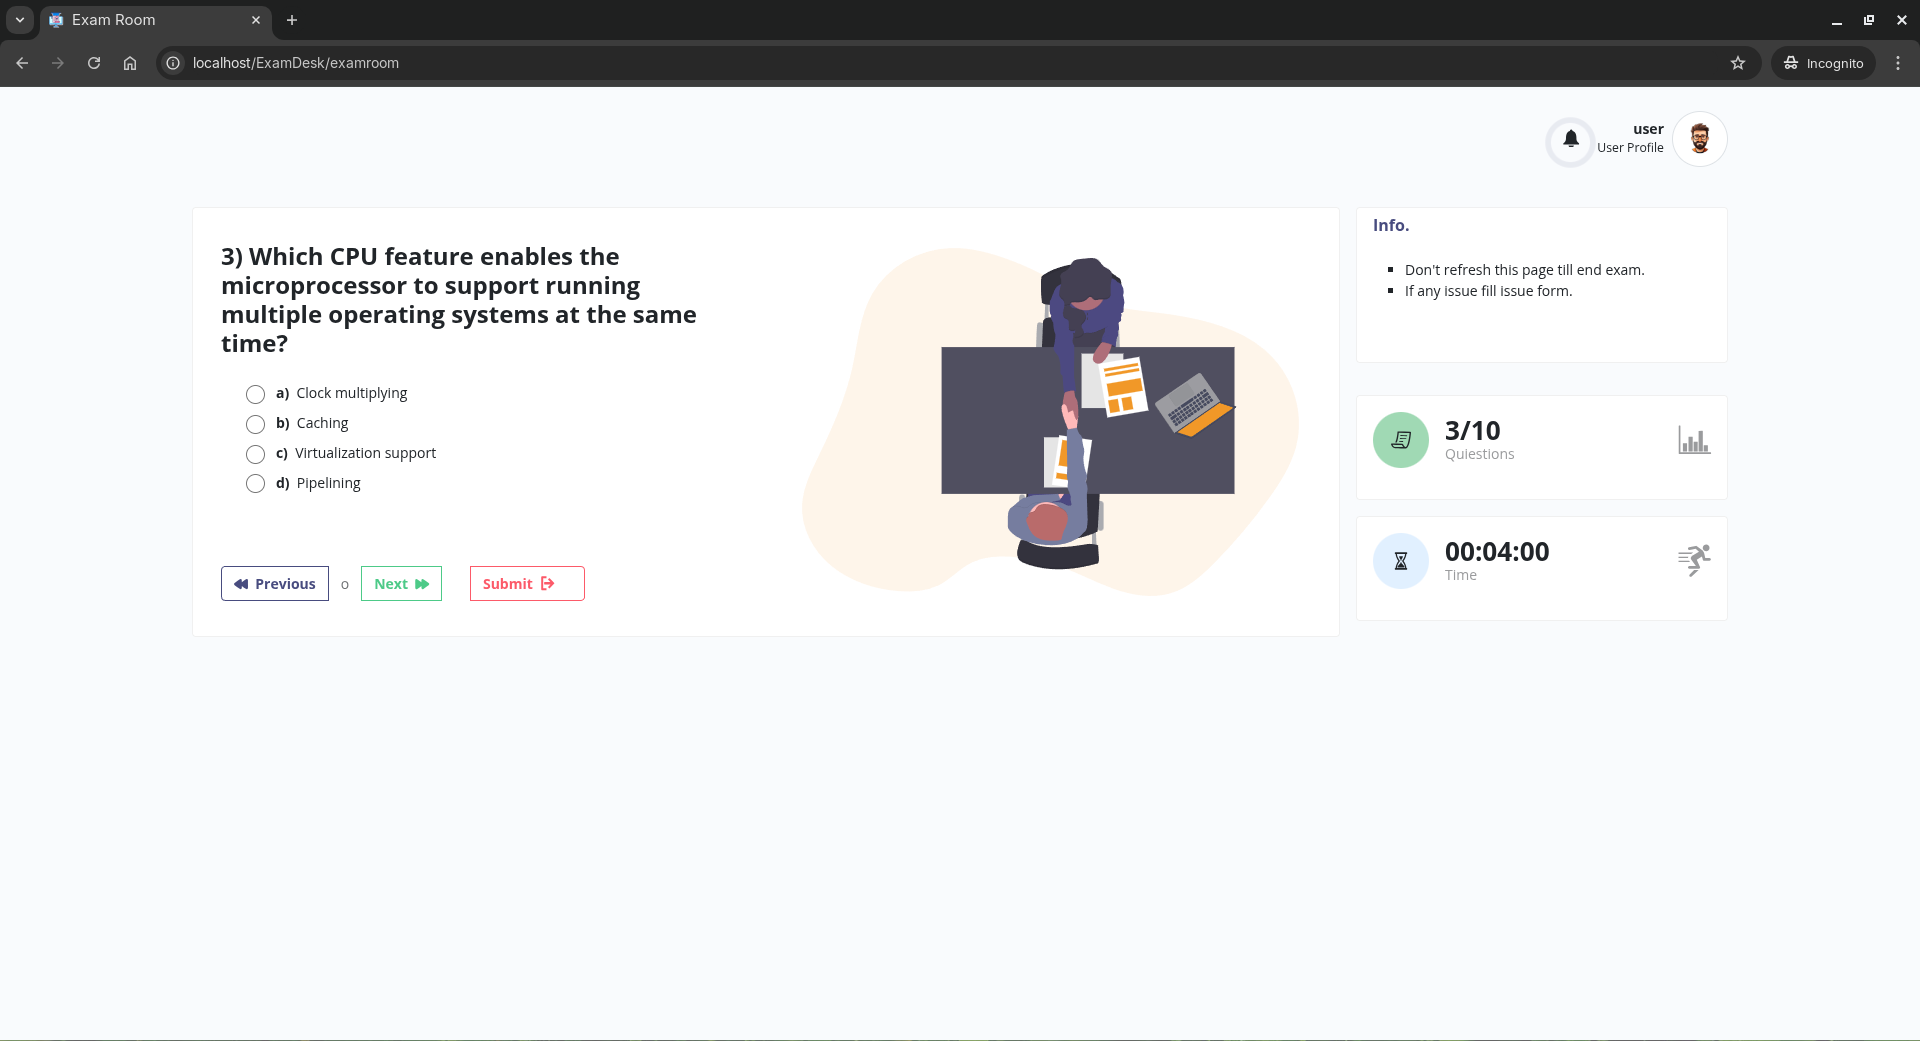 Exam Room
localhost/ExamDesk/examroom
Incognito
user
User Profile
3) Which CPU feature enables the
microprocessor to support running
multiple operating systems at the same
time?
a) Clock multiplying
b) Caching
c) Virtualization support
d) Pipelining
Previous
o
Next
Submit
Info.
Don't refresh this page till end exam.
If any issue fill issue form.
3/10
Quiestions
00:04:00
Time